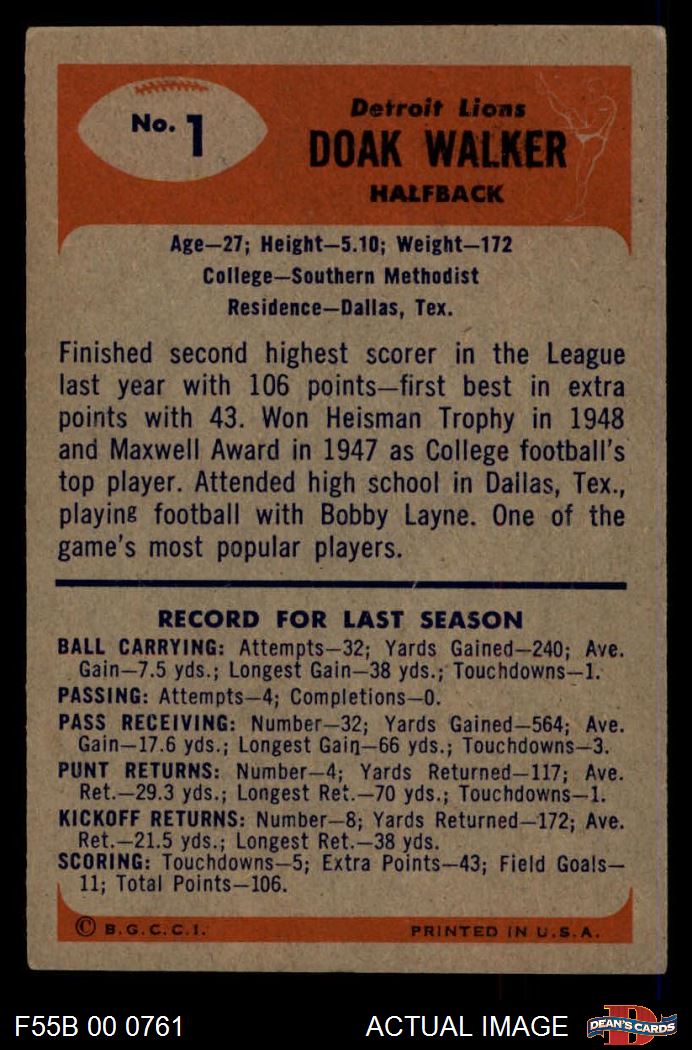 No. 1
Detroit Lions
DOAK WALKER
HALFBACK
Age—27; Height—5.10; Weight—172
College—Southern Methodist
Residence—Dallas, Tex.
Finished second highest scorer in the League
last year with 106 points—first best in extra
points with 43. Won Heisman Trophy in 1948
and Maxwell Award in 1947 as College football's
top player. Attended high school in Dallas, Tex.,
playing football with Bobby Layne. One of the
game's most popular players.
RECORD FOR LAST SEASON
BALL CARRYING: Attempts—32; Yards Gained—240; Ave.
Gain—7.5 yds.; Longest Gain—38 yds.; Touchdowns—1.
PASSING: Attempts—4; Completions—0.
PASS RECEIVING: Number—32; Yards Gained—564; Ave.
Gain—17.6 yds.; Longest Gain—66 yds.; Touchdowns—3.
PUNT RETURNS: Number—4; Yards Returned—117; Ave.
Ret.—29.3 yds.; Longest Ret.—70 yds.; Touchdowns—1.
KICKOFF RETURNS: Number—8; Yards Returned—172; Ave.
Ret.—21.5 yds.; Longest Ret.—38 yds.
SCORING: Touchdowns—5; Extra Points—43; Field Goals—
11; Total Points—106.
© B.G.C.C.I. PRINTED IN U.S.A.
F55B 00 0761 ACTUAL IMAGE D DEAN'S CARDS